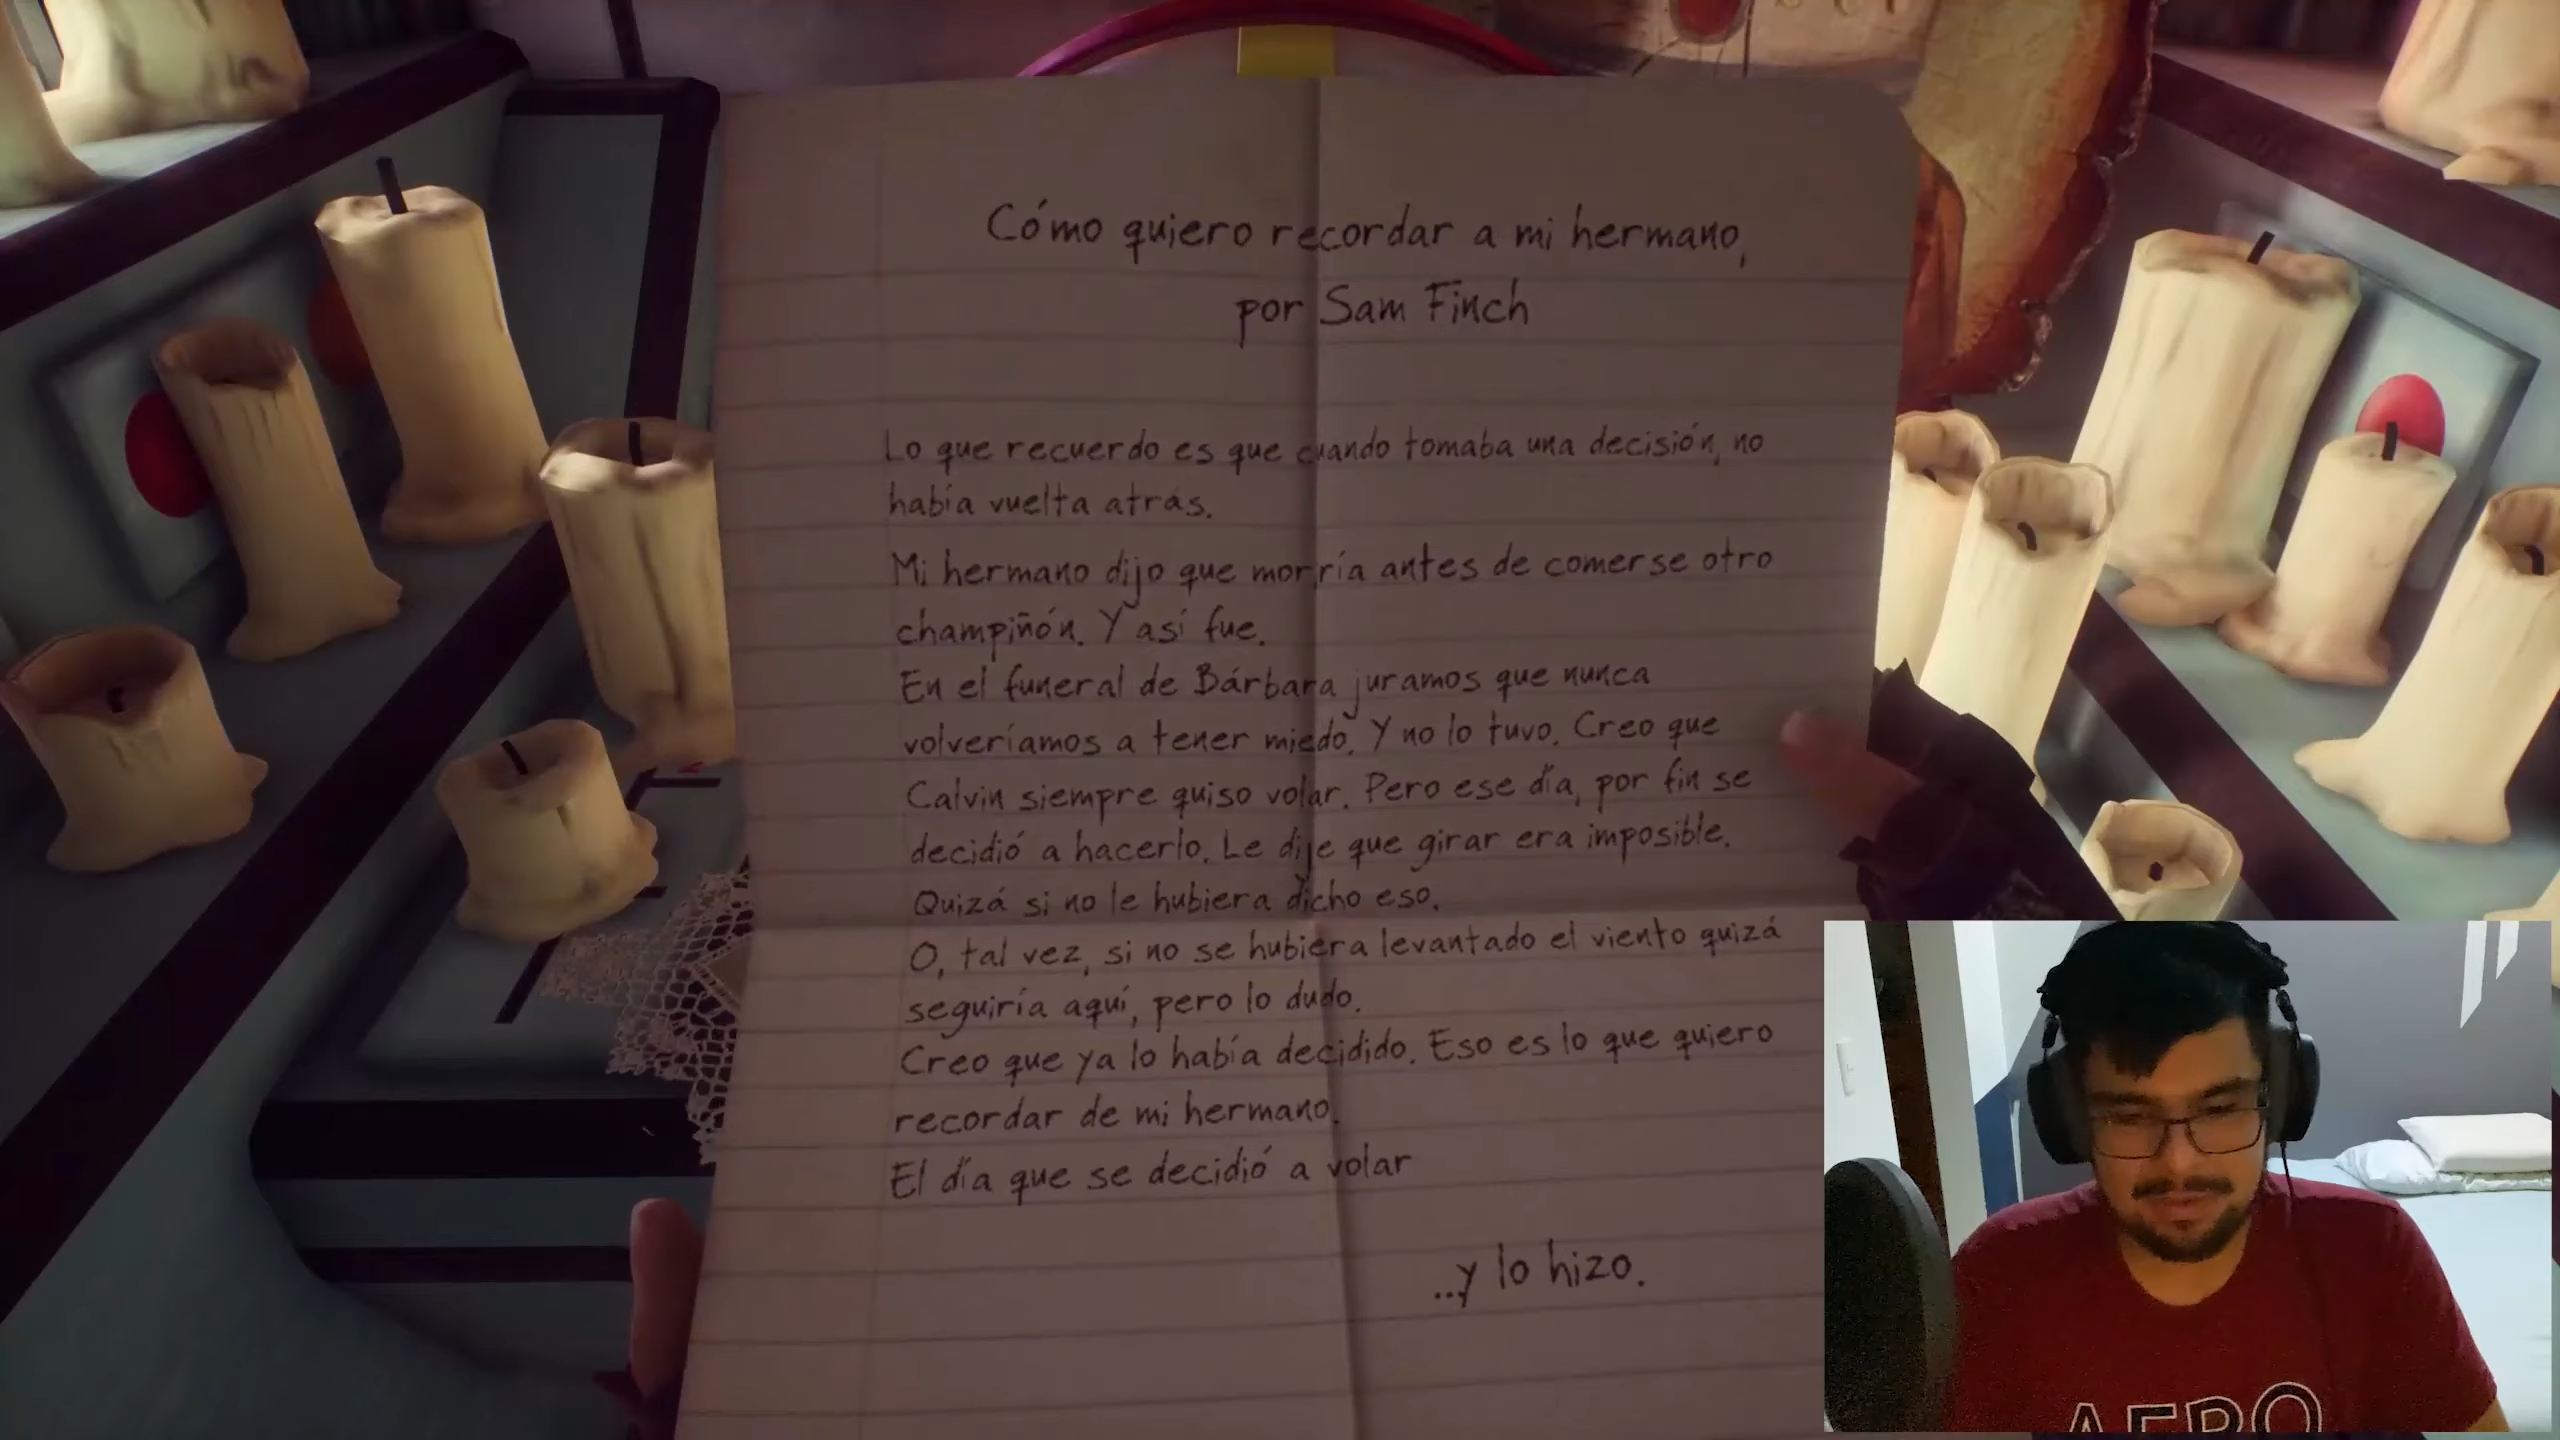 Cómo quiero recordar a mi hermano,
por Sam Finch
Lo que recuerdo es que cuando tomaba una decisión, no
había vuelta atrás.
Mi hermano dijo que morriría antes de comerse otro
champiñón. Y así fue.
En el funeral de Bárbara juramos que nunca
volveríamos a tener miedo. Y no lo tuvo. Creo que
Calvin siempre quiso volar. Pero ese día, por fin se
decidió a hacerlo. Le dije que girar era imposible.
Quizá si no le hubiera dicho eso.
O, tal vez, si no se hubiera levantado el viento quizá
seguiría aquí, pero lo dudo.
Creo que ya lo había decidido. Eso es lo que quiero
recordar de mi hermano.
El día que se decidió a volar
...y lo hizo.
AERO